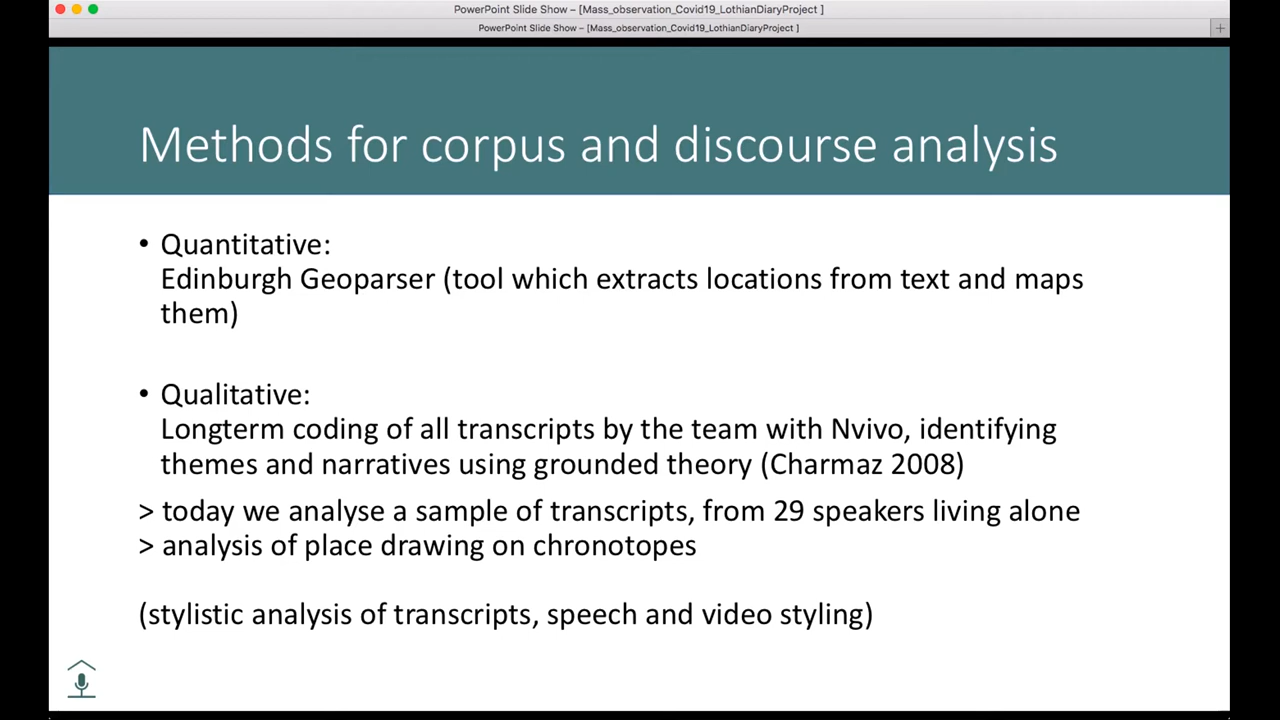 PowerPoint Slide Show – [Mass_observation_Covid19_LothianDiaryProject ]
PowerPoint Slide Show – [Mass_observation_Covid19_LothianDiaryProject ]
Methods for corpus and discourse analysis
• Quantitative:
Edinburgh Geoparser (tool which extracts locations from text and maps
them)
• Qualitative:
Longterm coding of all transcripts by the team with Nvivo, identifying
themes and narratives using grounded theory (Charmaz 2008)
> today we analyse a sample of transcripts, from 29 speakers living alone
> analysis of place drawing on chronotopes
(stylistic analysis of transcripts, speech and video styling)